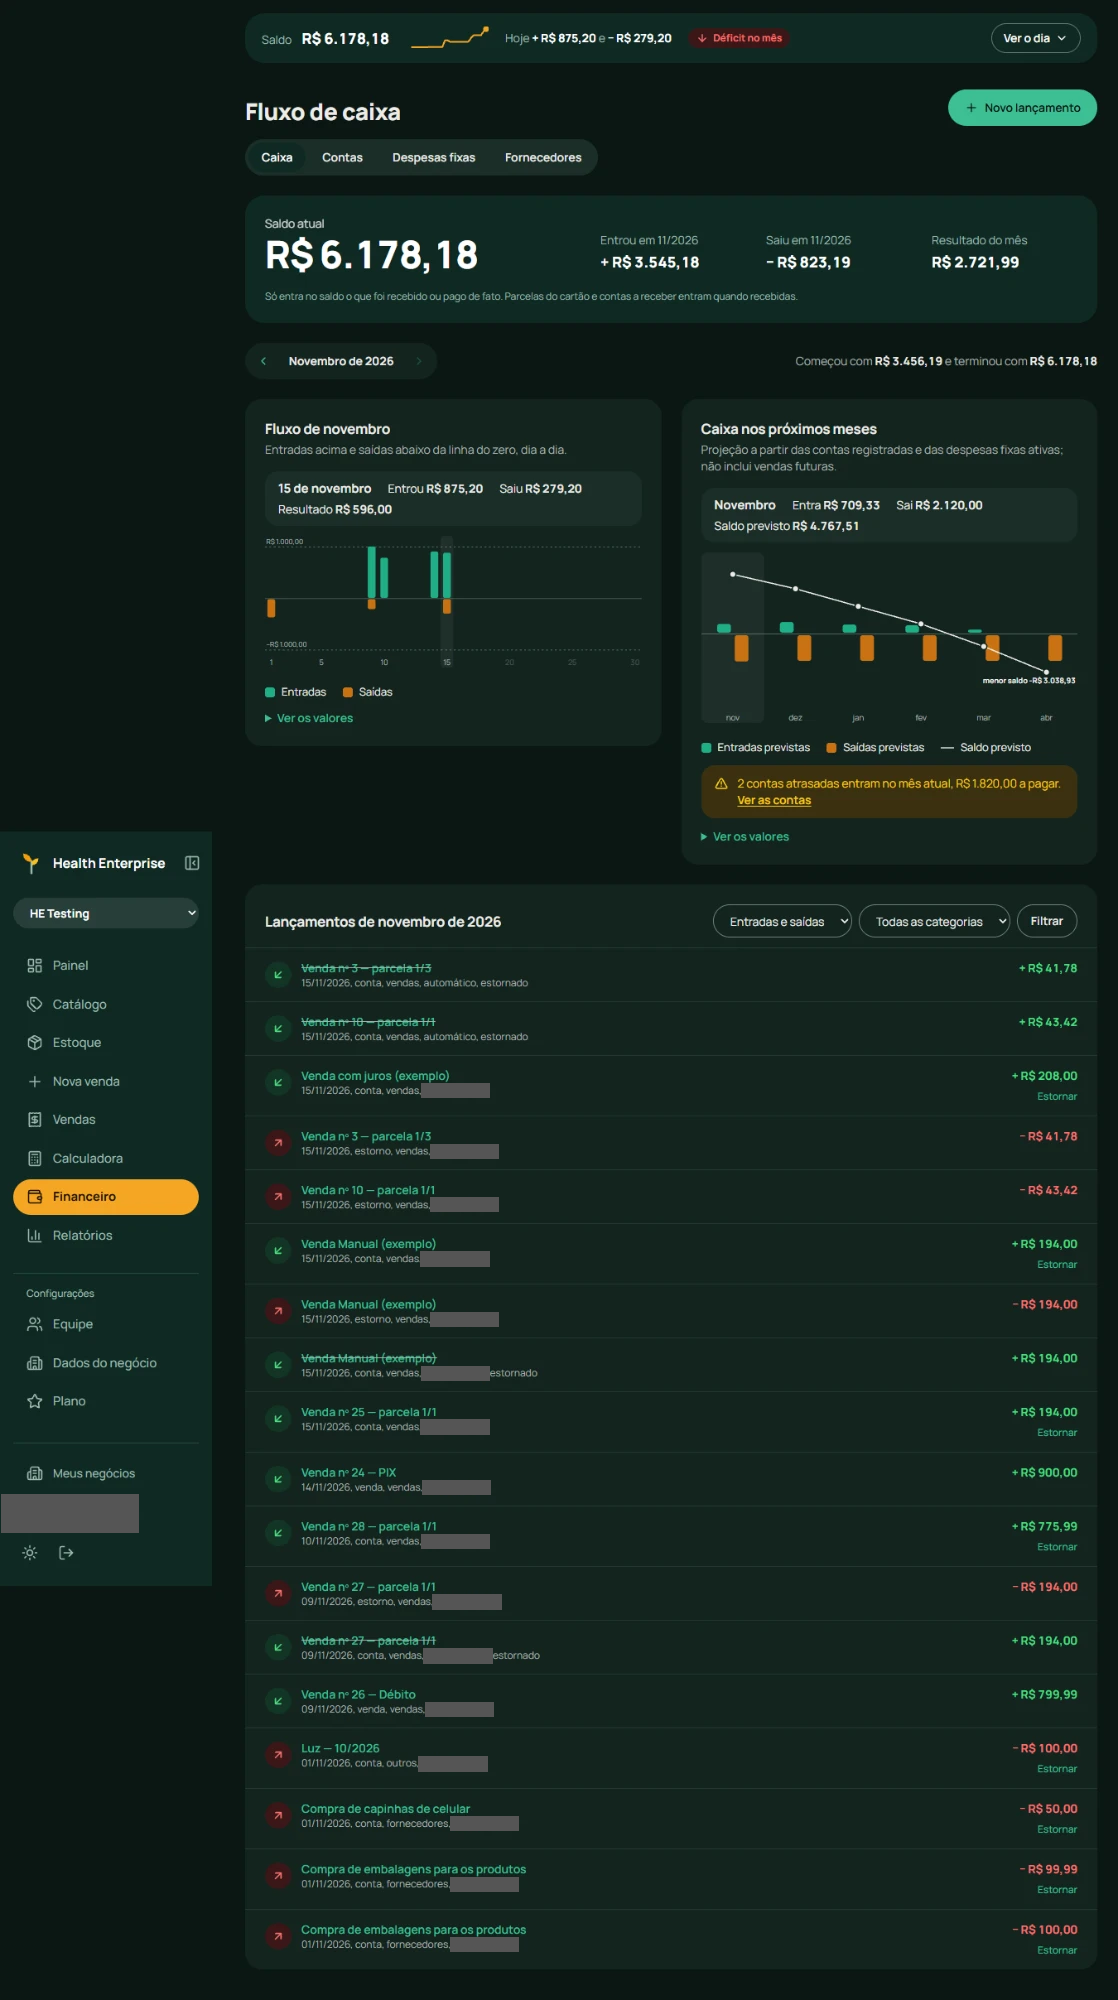 Saldo R$ 6.178,18 Hoje + R$ 875,20 e − R$ 279,20 Déficit no mês Ver o dia
Fluxo de caixa
Novo lançamento
Caixa Contas Despesas fixas Fornecedores
Saldo atual
R$ 6.178,18
Entrou em 11/2026
+ R$ 3.545,18
Saiu em 11/2026
− R$ 823,19
Resultado do mês
R$ 2.721,99
Só entra no saldo o que foi recebido ou pago de fato. Parcelas do cartão e contas a receber entram quando recebidas.
Novembro de 2026
Começou com R$ 3.456,19 e terminou com R$ 6.178,18
Fluxo de novembro
Entradas acima e saídas abaixo da linha do zero, dia a dia.
15 de novembro Entrou R$ 875,20 Saiu R$ 279,20
Resultado R$ 596,00
R$ 1.000,00
−R$ 1.000,00
1 5 10 15 20 25 30
Entradas Saídas
Ver os valores
Caixa nos próximos meses
Projeção a partir das contas registradas e das despesas fixas ativas;
não inclui vendas futuras.
Novembro Entra R$ 709,33 Sai R$ 2.120,00
Saldo previsto R$ 4.767,51
menor saldo -R$ 3.038,93
nov dez jan fev mar abr
Entradas previstas Saídas previstas Saldo previsto
2 contas atrasadas entram no mês atual, R$ 1.820,00 a pagar.
Ver as contas
Ver os valores
Health Enterprise
HE Testing
Painel
Catálogo
Estoque
Nova venda
Vendas
Calculadora
Financeiro
Relatórios
Configurações
Equipe
Dados do negócio
Plano
Meus negócios
Lançamentos de novembro de 2026
Entradas e saídas Todas as categorias Filtrar
Venda nº 3 — parcela 1/3 + R$ 41,78
15/11/2026, conta, vendas, automático, estornado
Venda nº 10 — parcela 1/1 + R$ 43,42
15/11/2026, conta, vendas, automático, estornado
Venda com juros (exemplo) + R$ 208,00
15/11/2026, conta, vendas, Estornar
Venda nº 3 — parcela 1/3 − R$ 41,78
15/11/2026, estorno, vendas,
Venda nº 10 — parcela 1/1 − R$ 43,42
15/11/2026, estorno, vendas,
Venda Manual (exemplo) + R$ 194,00
15/11/2026, conta, vendas Estornar
Venda Manual (exemplo) − R$ 194,00
15/11/2026, estorno, vendas,
Venda Manual (exemplo) + R$ 194,00
15/11/2026, conta, vendas, estornado
Venda nº 25 — parcela 1/1 + R$ 194,00
15/11/2026, conta, vendas Estornar
Venda nº 24 — PIX + R$ 900,00
14/11/2026, venda, vendas,
Venda nº 28 — parcela 1/1 + R$ 775,99
10/11/2026, conta, vendas, Estornar
Venda nº 27 — parcela 1/1 − R$ 194,00
09/11/2026, estorno, vendas
Venda nº 27 — parcela 1/1 + R$ 194,00
09/11/2026, conta, vendas, estornado
Venda nº 26 — Débito + R$ 799,99
09/11/2026, venda, vendas,
Luz — 10/2026 − R$ 100,00
01/11/2026, conta, outros, Estornar
Compra de capinhas de celular − R$ 50,00
01/11/2026, conta, fornecedores, Estornar
Compra de embalagens para os produtos − R$ 99,99
01/11/2026, conta, fornecedores, Estornar
Compra de embalagens para os produtos − R$ 100,00
01/11/2026, conta, fornecedores, Estornar